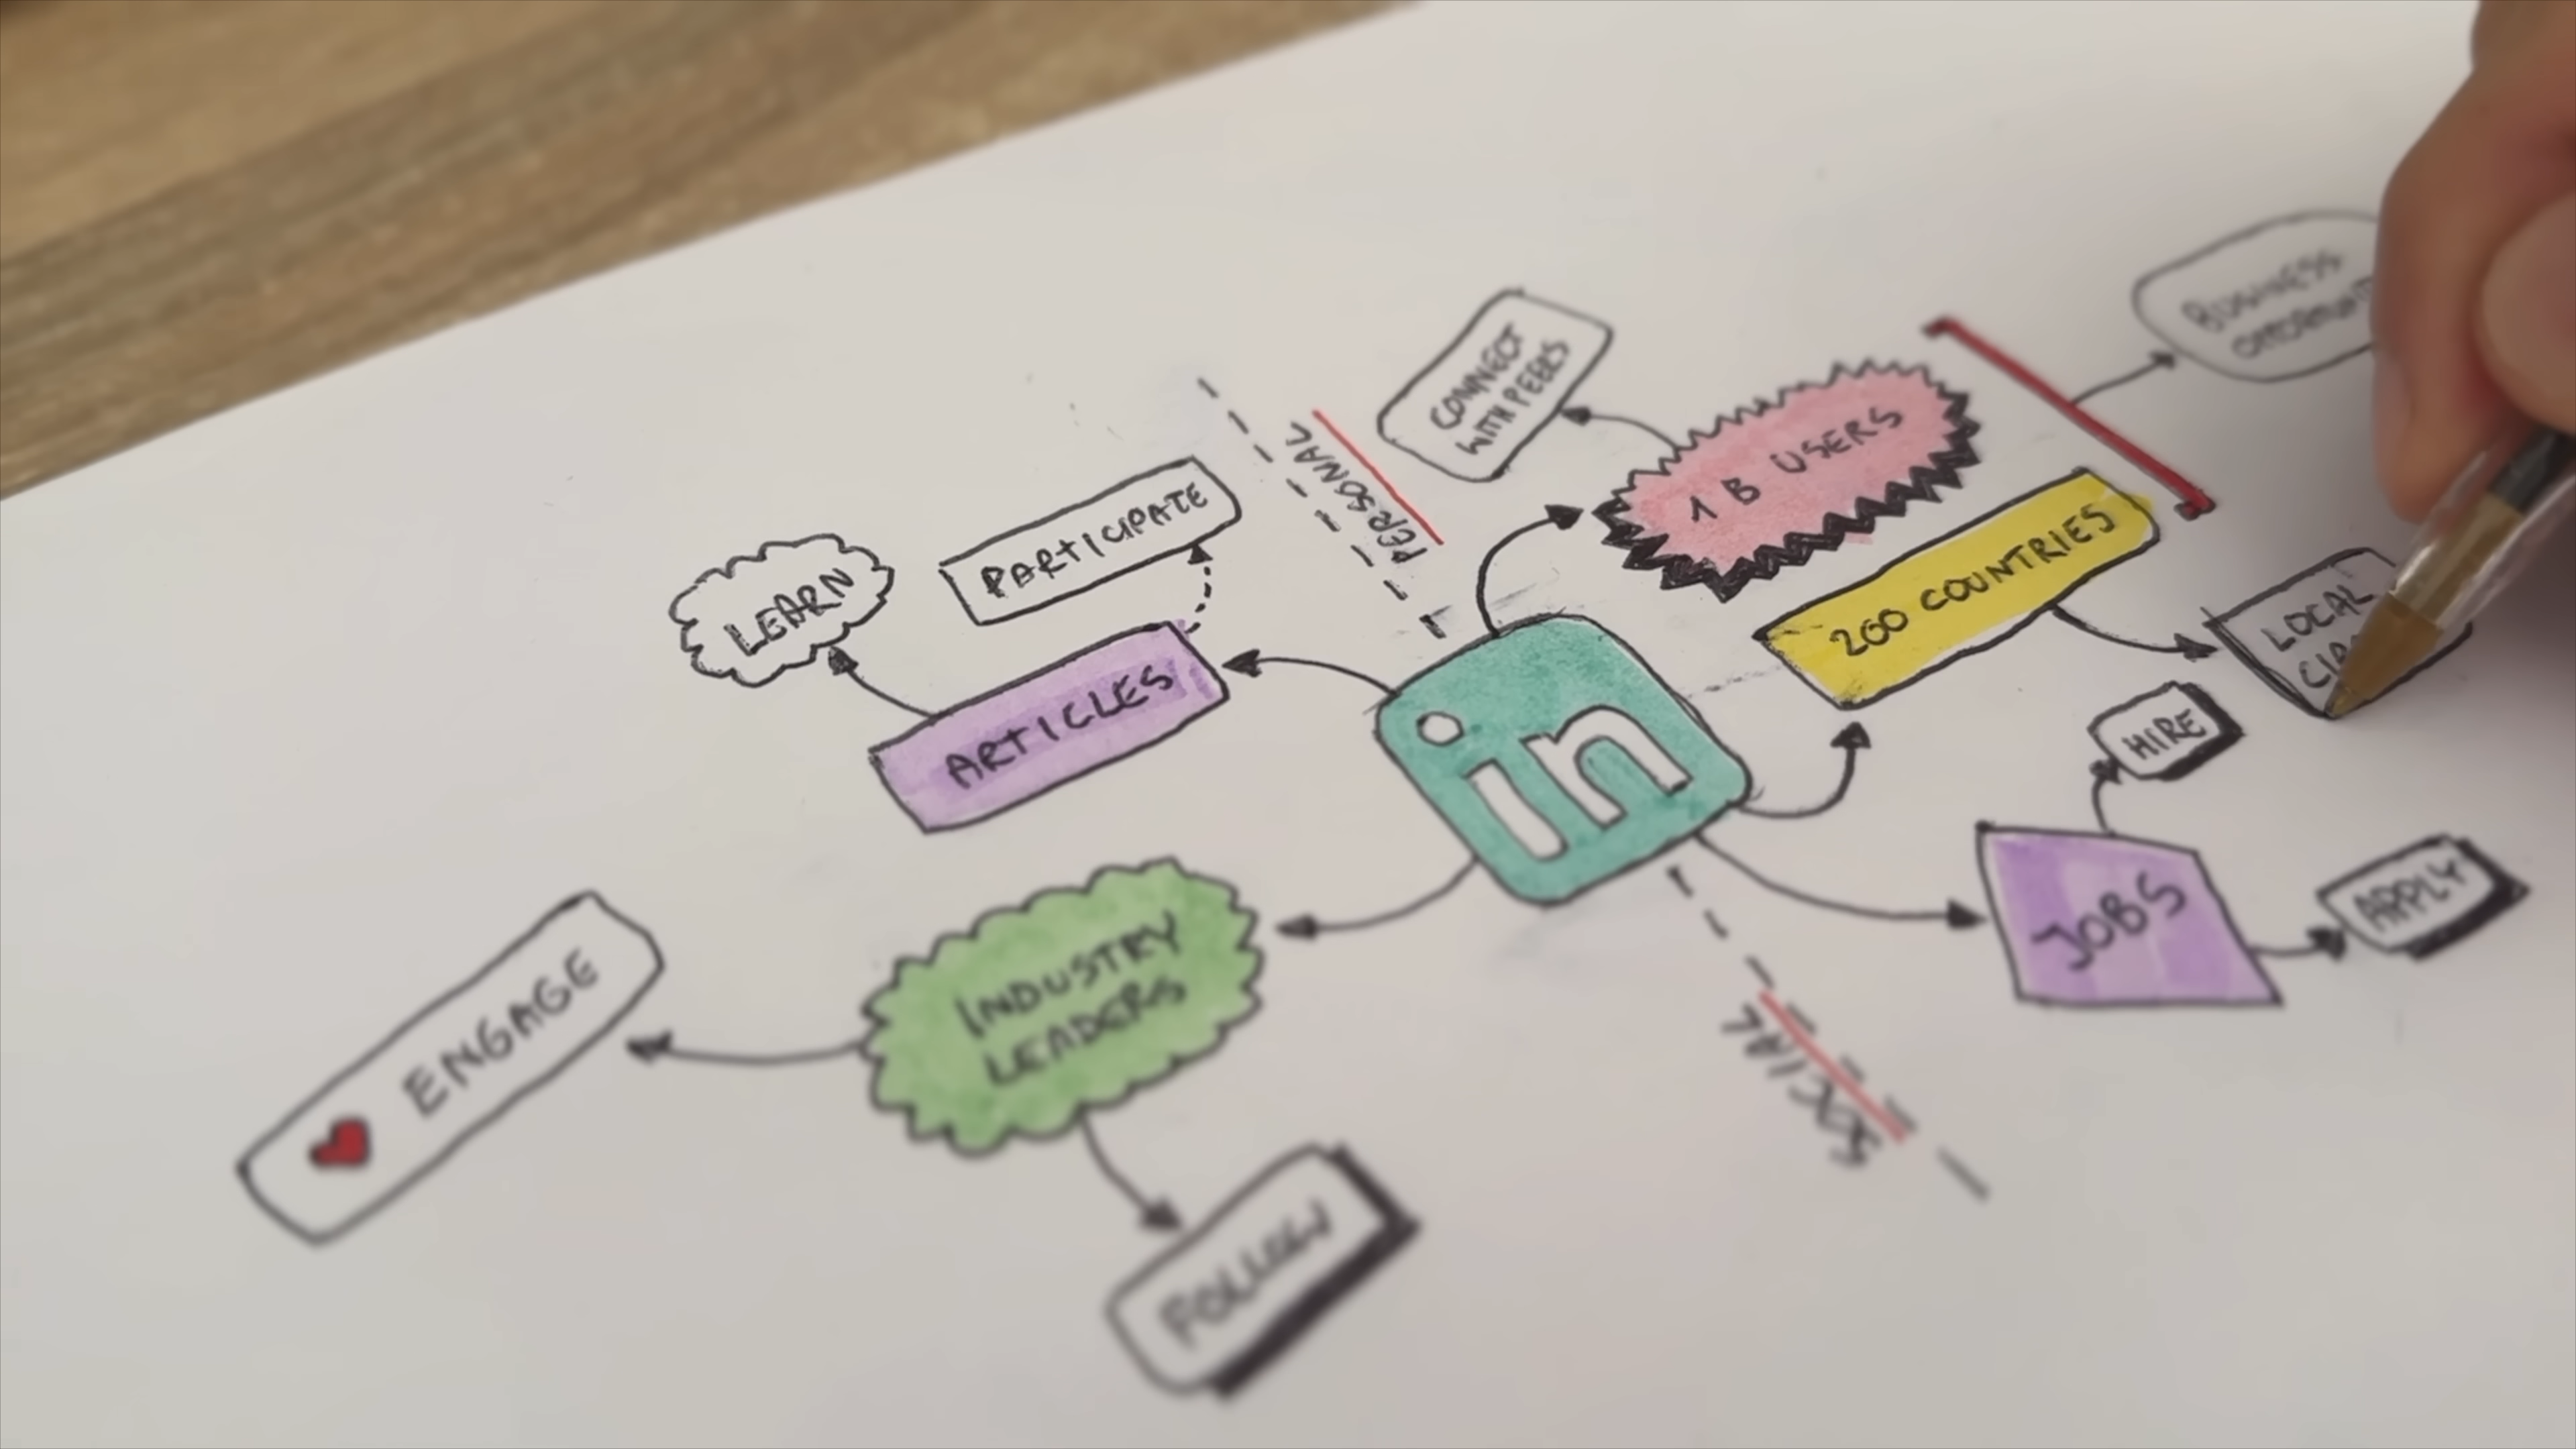 CONNECT
WITH PEERS
BUSINESS
1 B USERS
PERSONAL
PARTICIPATE
LEARN
200 COUNTRIES
LOCAL
ARTICLES
in
HIRE
JOBS
APPLY
INDUSTRY
LEADERS
ENGAGE
SOCIAL
FOLLOW